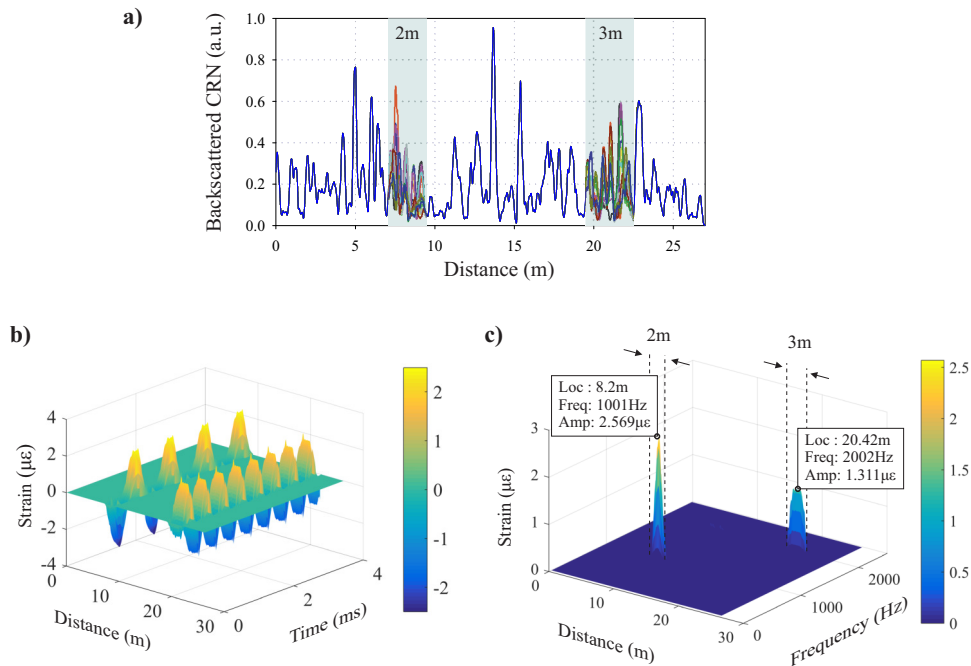 a)
Backscattered CRN (a.u.)
1.0
0.8
0.6
0.4
0.2
0.0
2m
3m
0
5
10
15
20
25
Distance (m)
b)
Strain (µε)
4
2
0
-2
-4
0
10
20
30
Distance (m)
0
2
4
Time (ms)
2
1
0
-1
-2
c)
2m
3m
Loc : 8.2m
Freq: 1001Hz
Amp: 2.569µε
Loc : 20.42m
Freq: 2002Hz
Amp: 1.311µε
Strain (µε)
3
2
1
0
0
10
20
30
Distance (m)
0
1000
2000
Frequency (Hz)
2.5
2
1.5
1
0.5
0